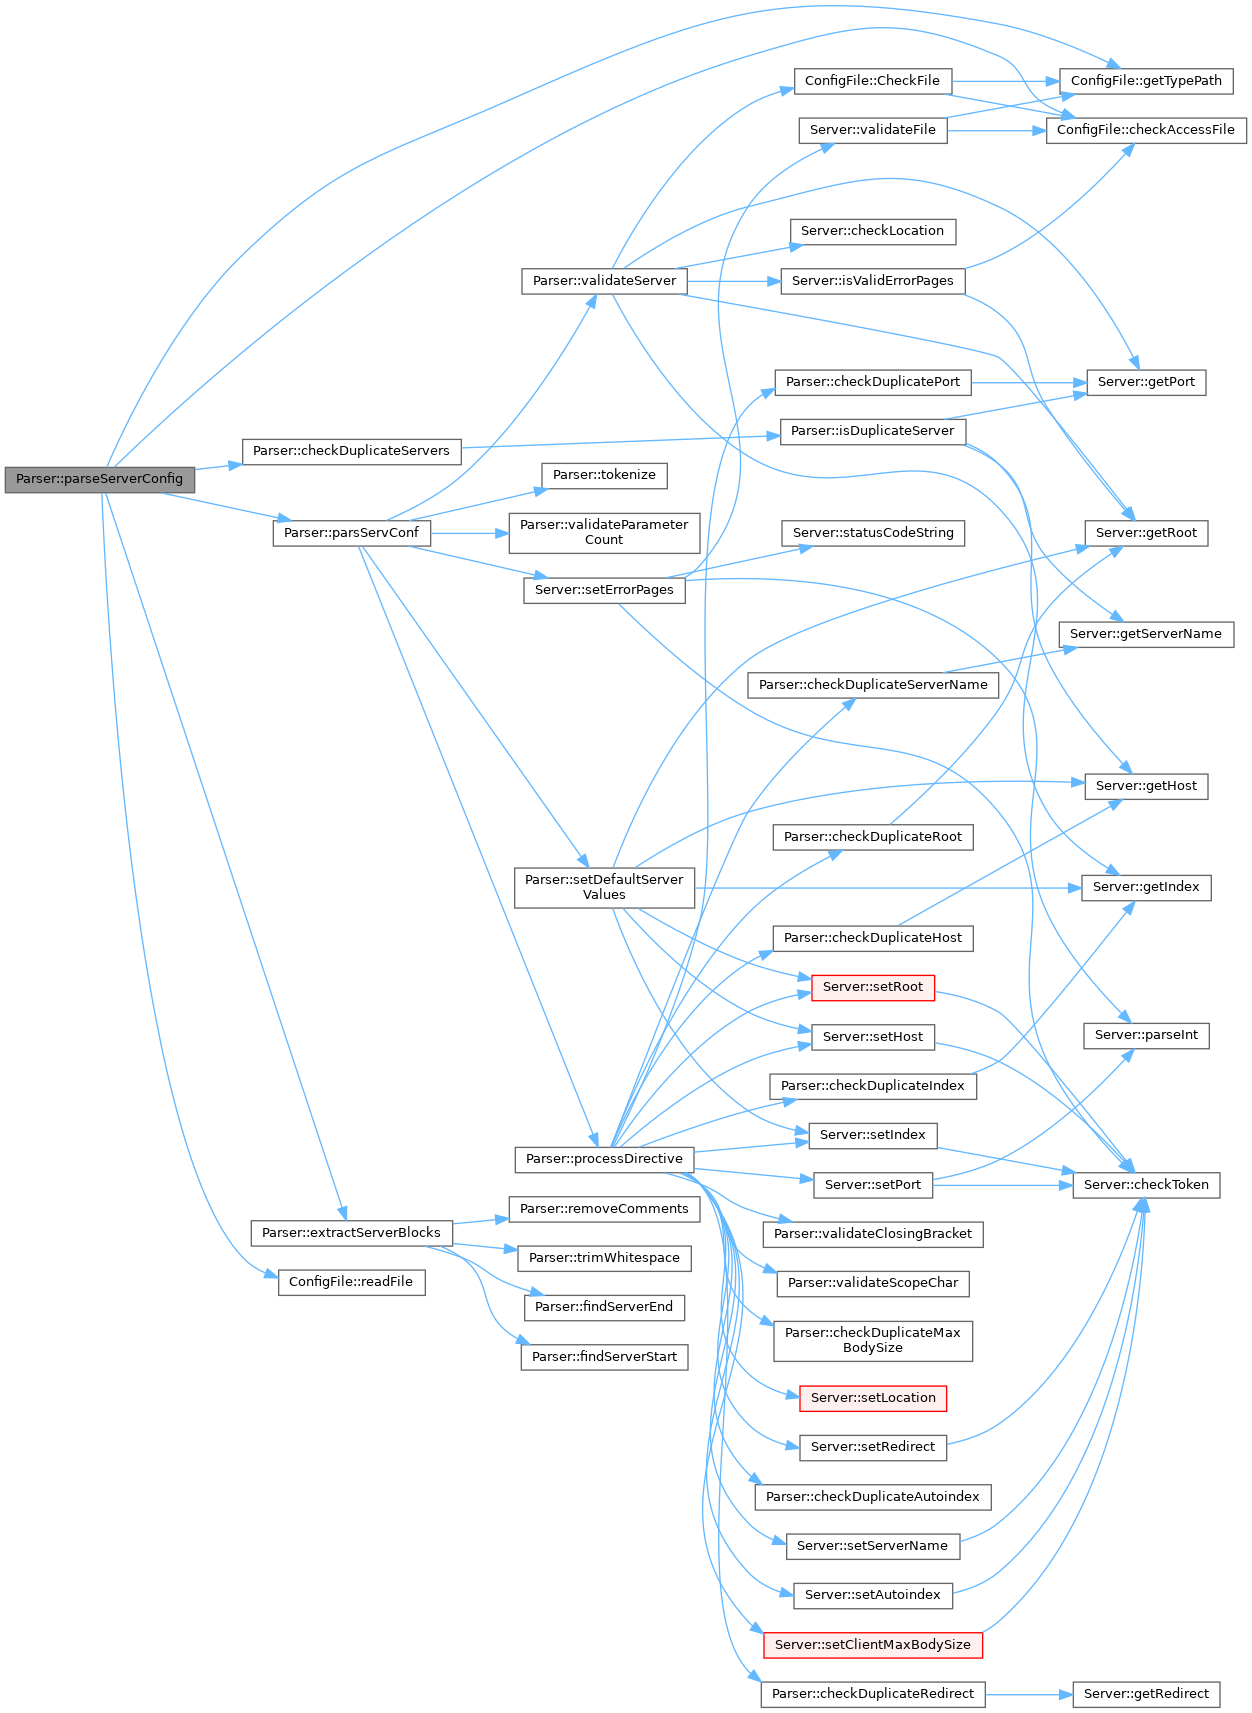 ConfigFile::CheckFile
ConfigFile::getTypePath
Server::validateFile
ConfigFile::checkAccessFile
Server::checkLocation
Parser::validateServer
Server::isValidErrorPages
Parser::checkDuplicatePort
Server::getPort
Parser::isDuplicateServer
Parser::checkDuplicateServers
Parser::parseServerConfig
Parser::tokenize
Parser::parsServConf
Parser::validateParameter
Count
Server::statusCodeString
Server::getRoot
Server::setErrorPages
Server::getServerName
Parser::checkDuplicateServerName
Server::getHost
Parser::checkDuplicateRoot
Parser::setDefaultServer
Values
Server::getIndex
Parser::checkDuplicateHost
Server::setRoot
Server::setHost
Server::parseInt
Parser::checkDuplicateIndex
Server::setIndex
Parser::processDirective
Server::setPort
Server::checkToken
Parser::removeComments
Parser::extractServerBlocks
Parser::validateClosingBracket
Parser::trimWhitespace
ConfigFile::readFile
Parser::validateScopeChar
Parser::findServerEnd
Parser::checkDuplicateMax
BodySize
Parser::findServerStart
Server::setLocation
Server::setRedirect
Parser::checkDuplicateAutoindex
Server::setServerName
Server::setAutoindex
Server::setClientMaxBodySize
Parser::checkDuplicateRedirect
Server::getRedirect